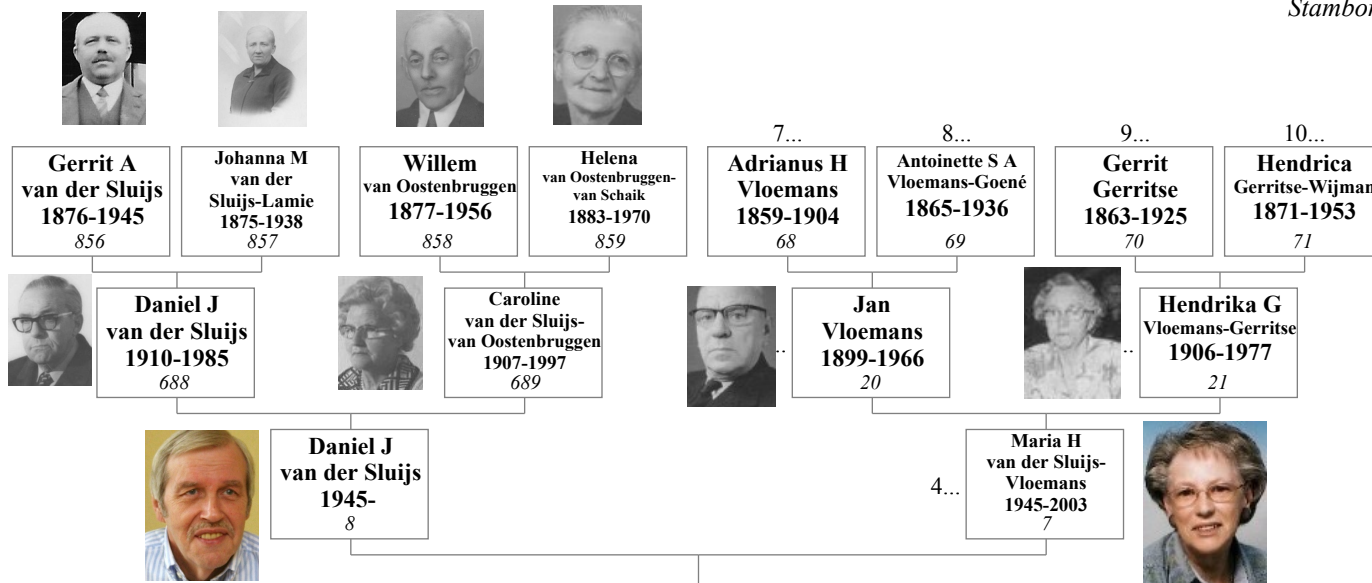 Stambo
7...
8...
9...
10...
Gerrit A
van der Sluijs
1876-1945
856
Johanna M
van der
Sluijs-Lamie
1875-1938
857
Willem
van Oostenbruggen
1877-1956
858
Helena
van Oostenbruggen-
van Schaik
1883-1970
859
Adrianus H
Vloemans
1859-1904
68
Antoinette S A
Vloemans-Goené
1865-1936
69
Gerrit
Gerritse
1863-1925
70
Hendrica
Gerritse-Wijman
1871-1953
71
Daniel J
van der Sluijs
1910-1985
688
Caroline
van der Sluijs-
van Oostenbruggen
1907-1997
689
..
Jan
Vloemans
1899-1966
20
..
Hendrika G
Vloemans-Gerritse
1906-1977
21
Daniel J
van der Sluijs
1945-
8
4...
Maria H
van der Sluijs-
Vloemans
1945-2003
7